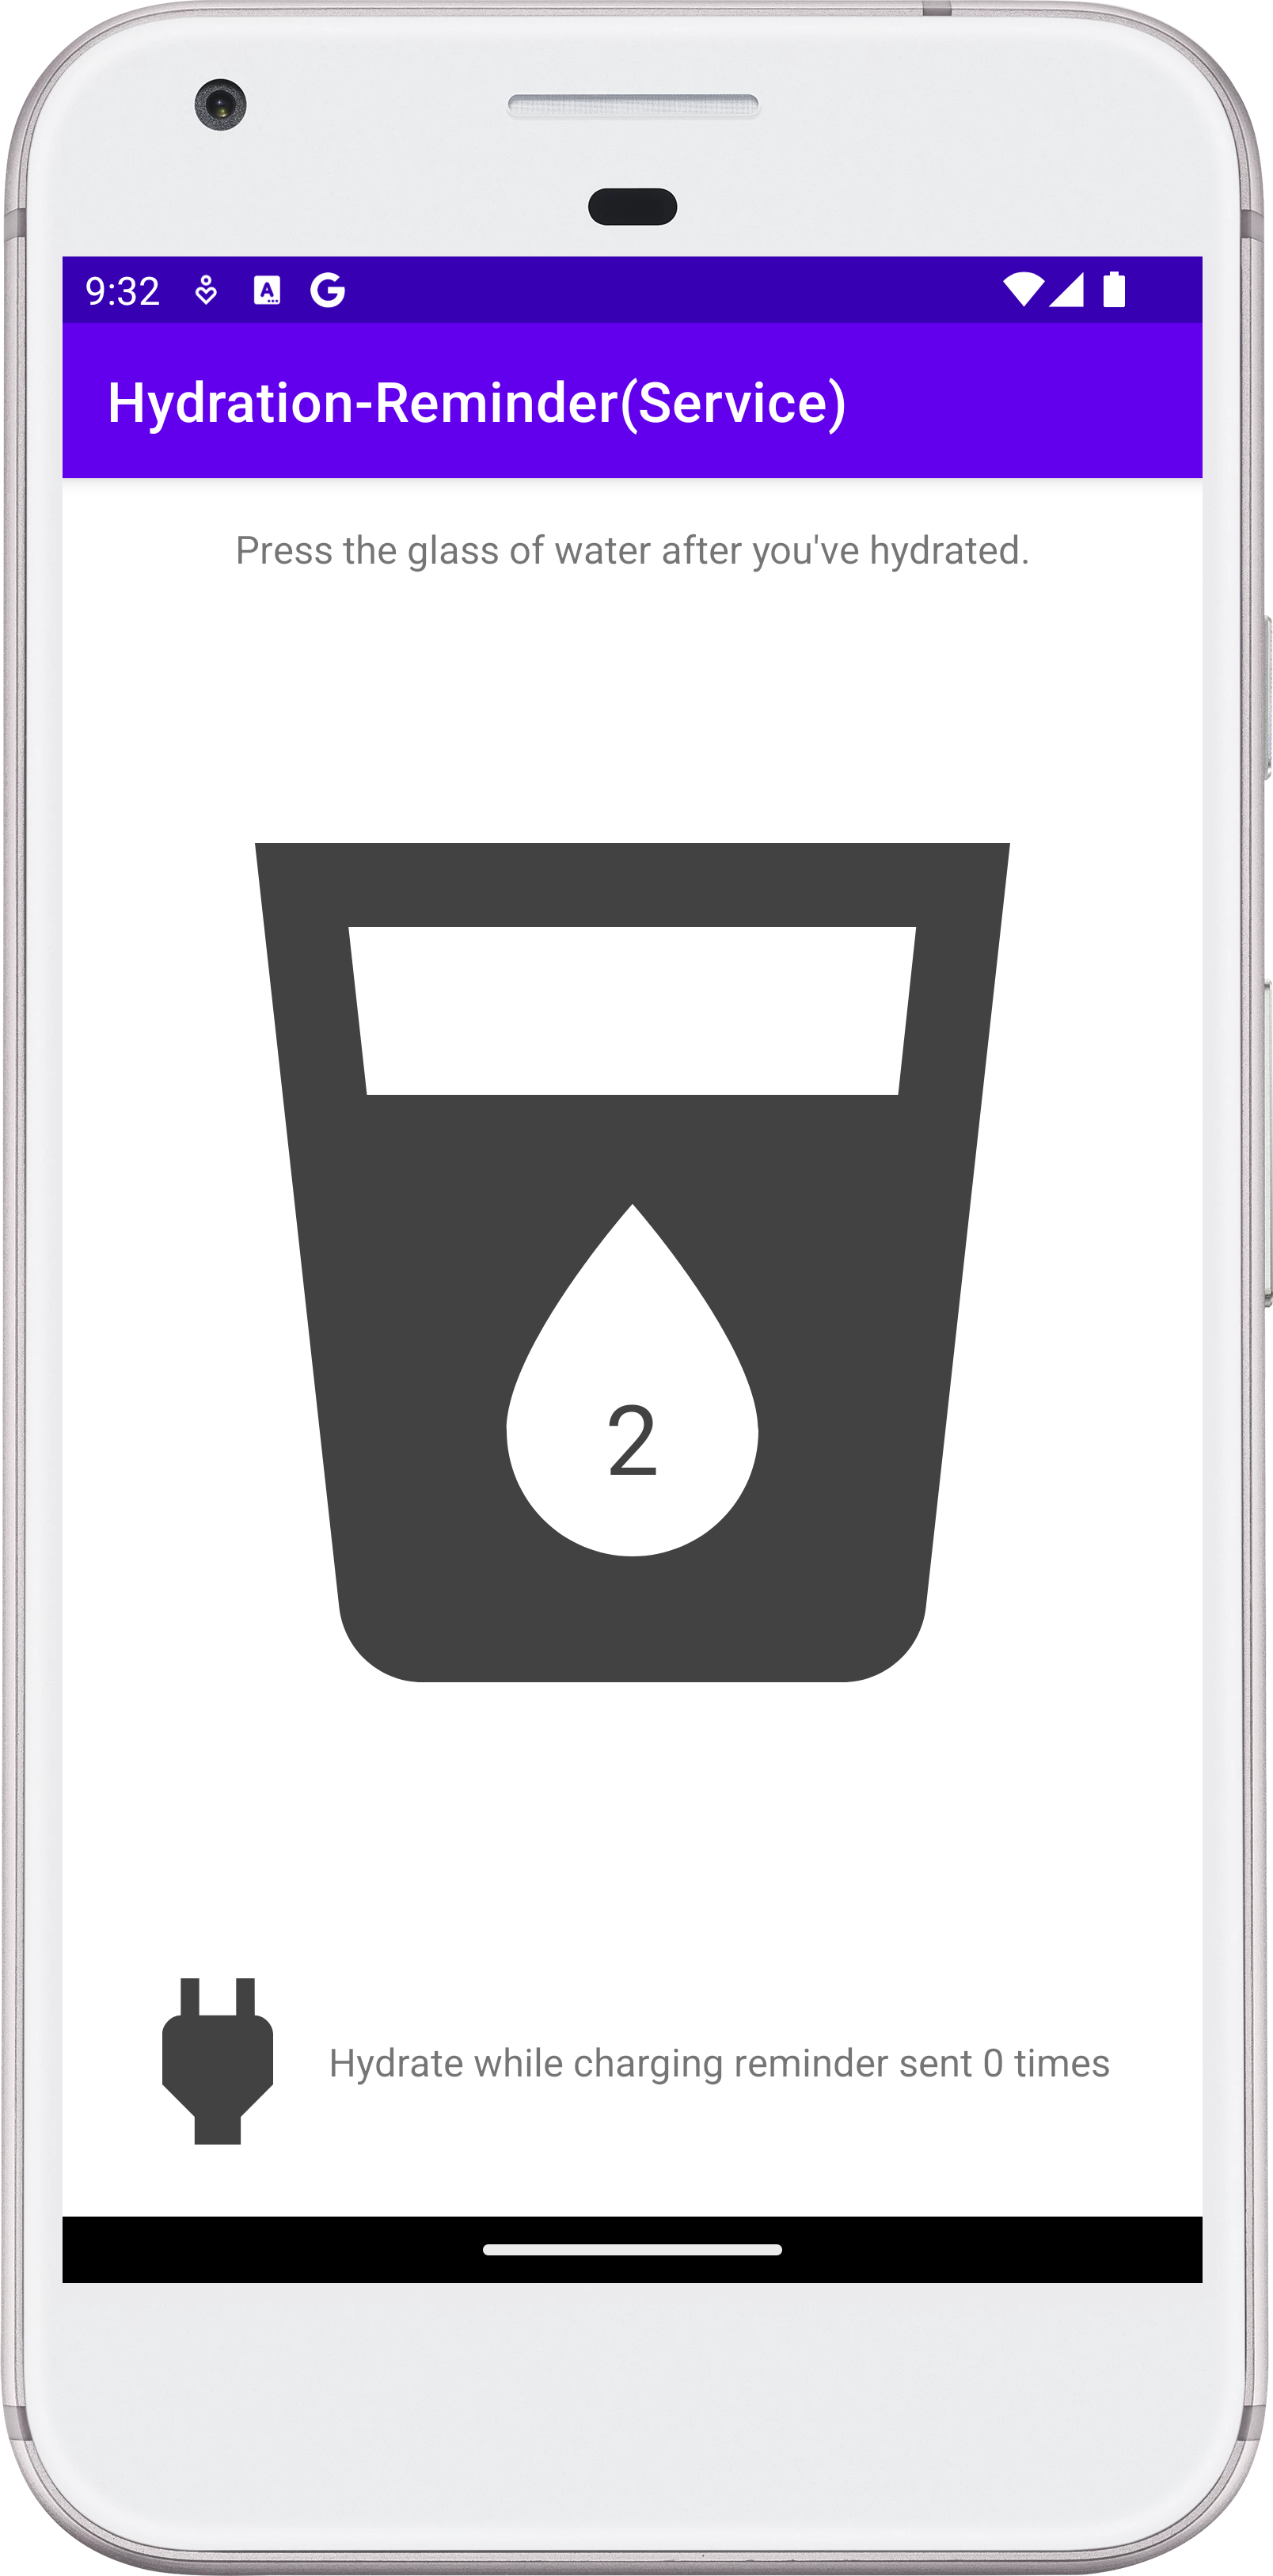 9:32
Hydration-Reminder(Service)
Press the glass of water after you've hydrated.
2
Hydrate while charging reminder sent 0 times